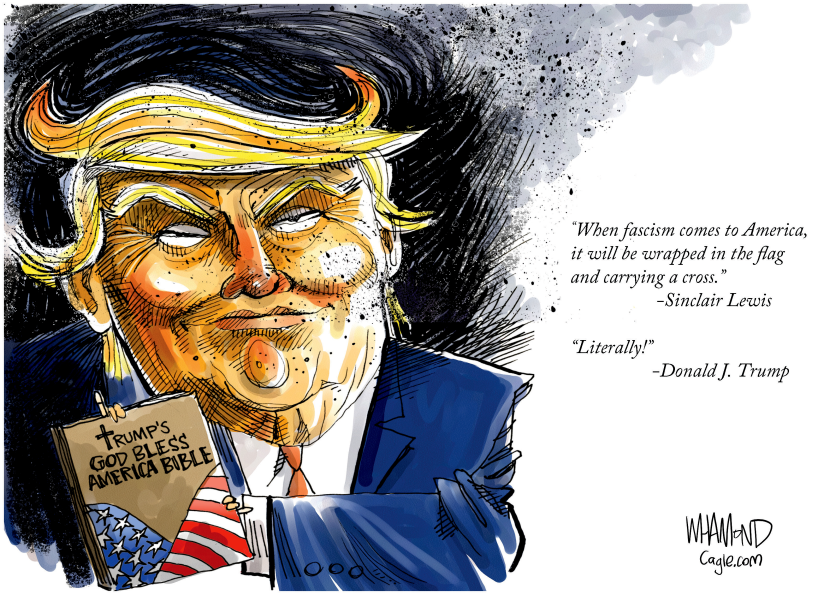 ✝RUMP'S
GOD BLESS
AMERICA BIBLE
“When fascism comes to America,
it will be wrapped in the flag
and carrying a cross.”
–Sinclair Lewis
“Literally!”
–Donald J. Trump
WHAMOND
Cagle.com